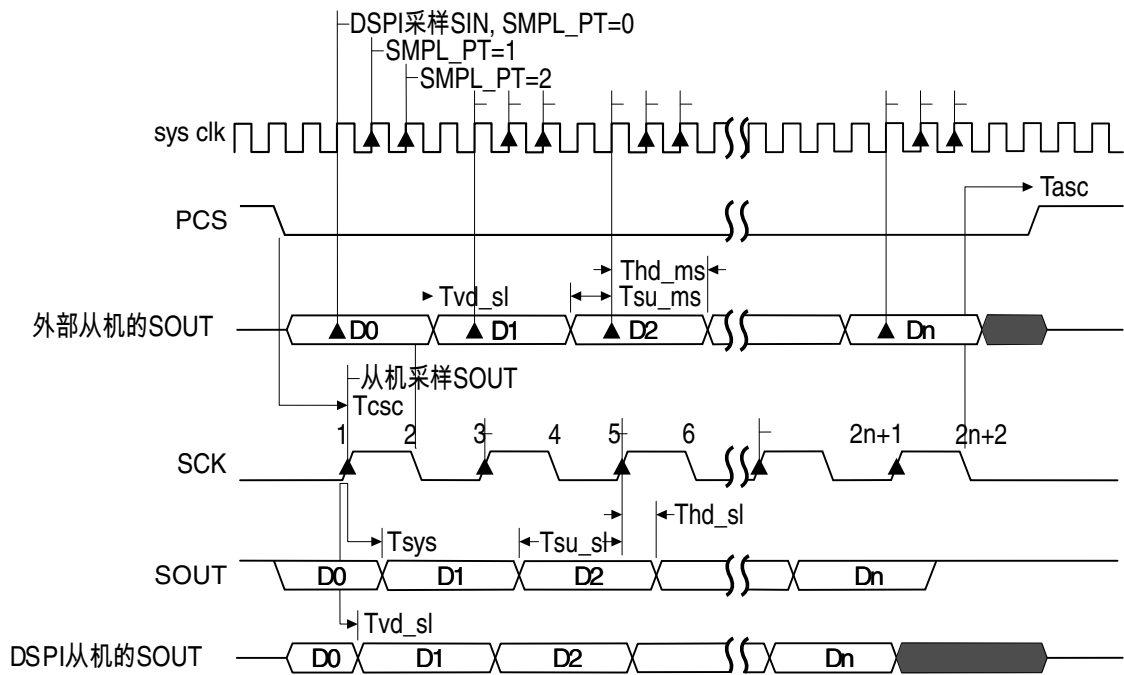 DSPI采样SIN, SMPL_PT=0
SMPL_PT=1
SMPL_PT=2
sys clk
Tasc
PCS
Thd_ms
Tvd_sl
Tsu_ms
外部从机的SOUT
D0 D1 D2 Dn
从机采样SOUT
Tcsc
1 2 3 4 5 6 2n+1 2n+2
SCK
Thd_sl
Tsys
Tsu_sl
SOUT
D0 D1 D2 Dn
Tvd_sl
DSPI从机的SOUT
D0 D1 D2 Dn